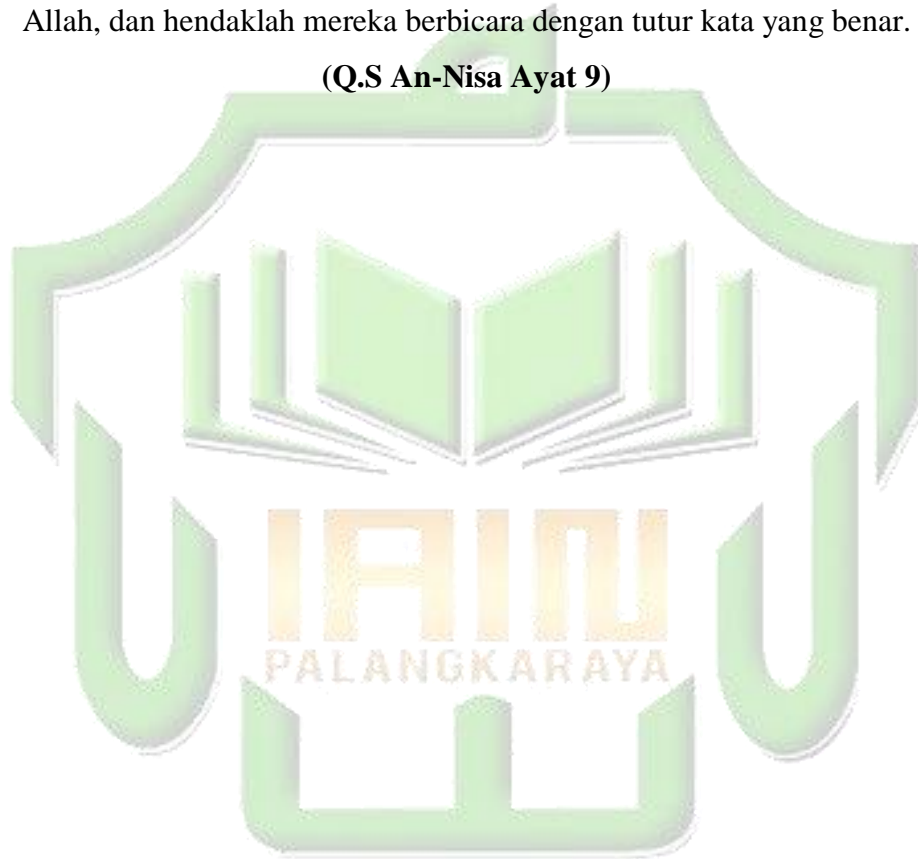 Allah, dan hendaklah mereka berbicara dengan tutur kata yang benar.
(Q.S An-Nisa Ayat 9)
IAIN
PALANGKARAYA